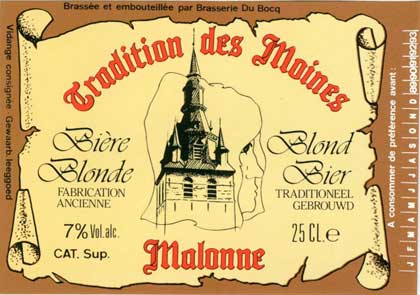 Brassée et embouteillée par Brasserie Du Bocq
Tradition des Moines
Bière
Blonde
FABRICATION
ANCIENNE
7% Vol. alc.
CAT. Sup.
Blond
Bier
TRADITIONEEL
GEBROUWD
25 CL. e
Malonne
Vidange consignée . Gewaarb. leeggoed
A consommer de préférence avant :
J F M A M J J A S N